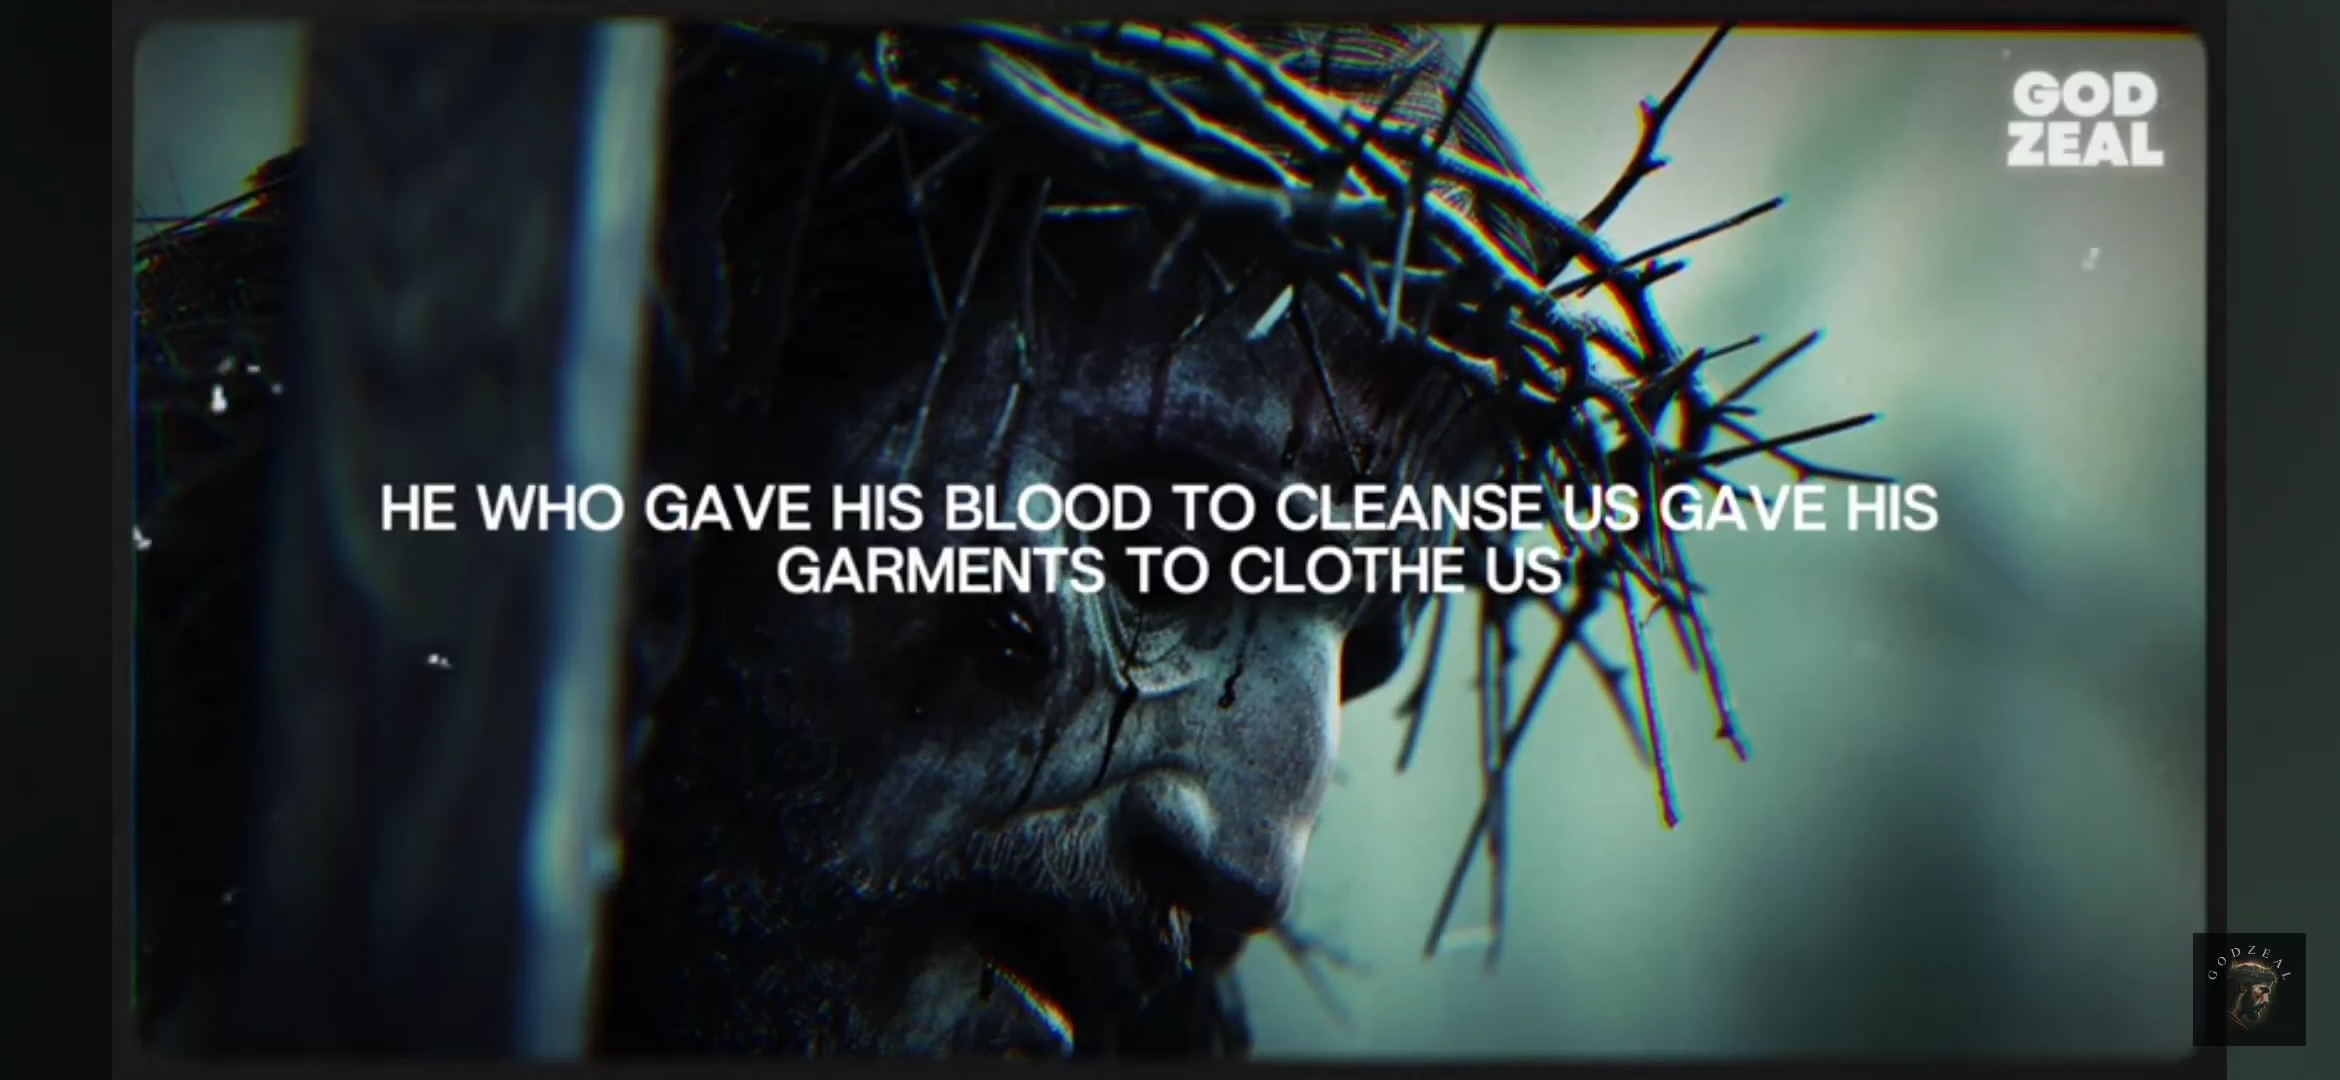 GOD
ZEAL
HE WHO GAVE HIS BLOOD TO CLEANSE US GAVE HIS
GARMENTS TO CLOTHE US
GODZEAL